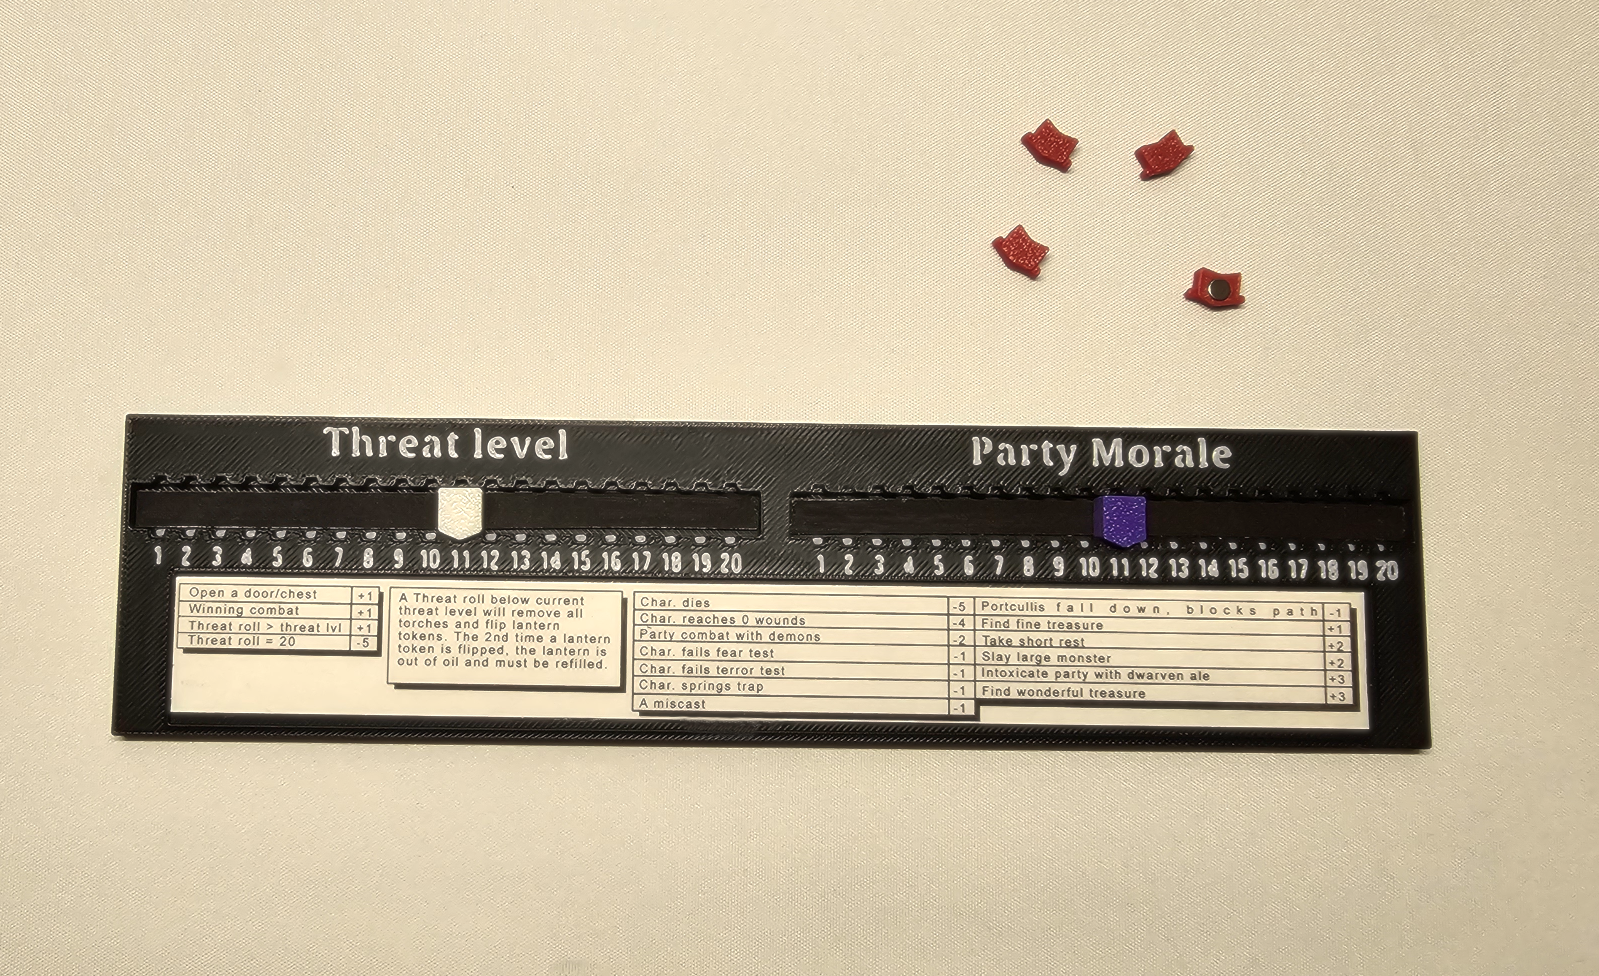 Threat level
1 2 3 4 5 6 7 8 9 10 11 12 13 14 15 16 17 18 19 20
Open a door/chest +1
Winning combat +1
Threat roll > threat lvl +1
Threat roll = 20 -5
A Threat roll below current
threat level will remove all
torches and flip lantern
tokens. The 2nd time a lantern
token is flipped, the lantern is
out of oil and must be refilled.
Party Morale
1 2 3 4 5 6 7 8 9 10 11 12 13 14 15 16 17 18 19 20
Char. dies -5
Char. reaches 0 wounds -4
Party combat with demons -2
Char. fails fear test -1
Char. fails terror test -1
Char. springs trap -1
A miscast -1
Portcullis fall down, blocks path -1
Find fine treasure +1
Take short rest +2
Slay large monster +2
Intoxicate party with dwarven ale +3
Find wonderful treasure +3